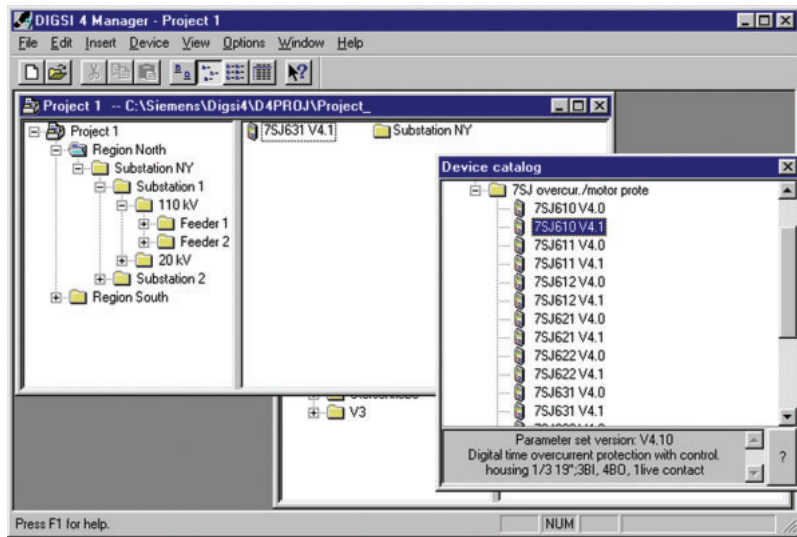 DIGSI 4 Manager - Project 1
File Edit Insert Device View Options Window Help
Project 1 -- C:\Siemens\Digsi4\D4PROJ\Project_
Project 1
Region North
Substation NY
Substation 1
110 kV
Feeder 1
Feeder 2
20 kV
Substation 2
Region South
7SJ631 V4.1
Substation NY
V3
Device catalog
7SJ overcur./motor prote
7SJ610 V4.0
7SJ610 V4.1
7SJ611 V4.0
7SJ611 V4.1
7SJ612 V4.0
7SJ612 V4.1
7SJ621 V4.0
7SJ621 V4.1
7SJ622 V4.0
7SJ622 V4.1
7SJ631 V4.0
7SJ631 V4.1
Parameter set version: V4.10
Digital time overcurrent protection with control.
housing 1/3 19";3BI, 4BO, 1live contact
?
Press F1 for help.
NUM